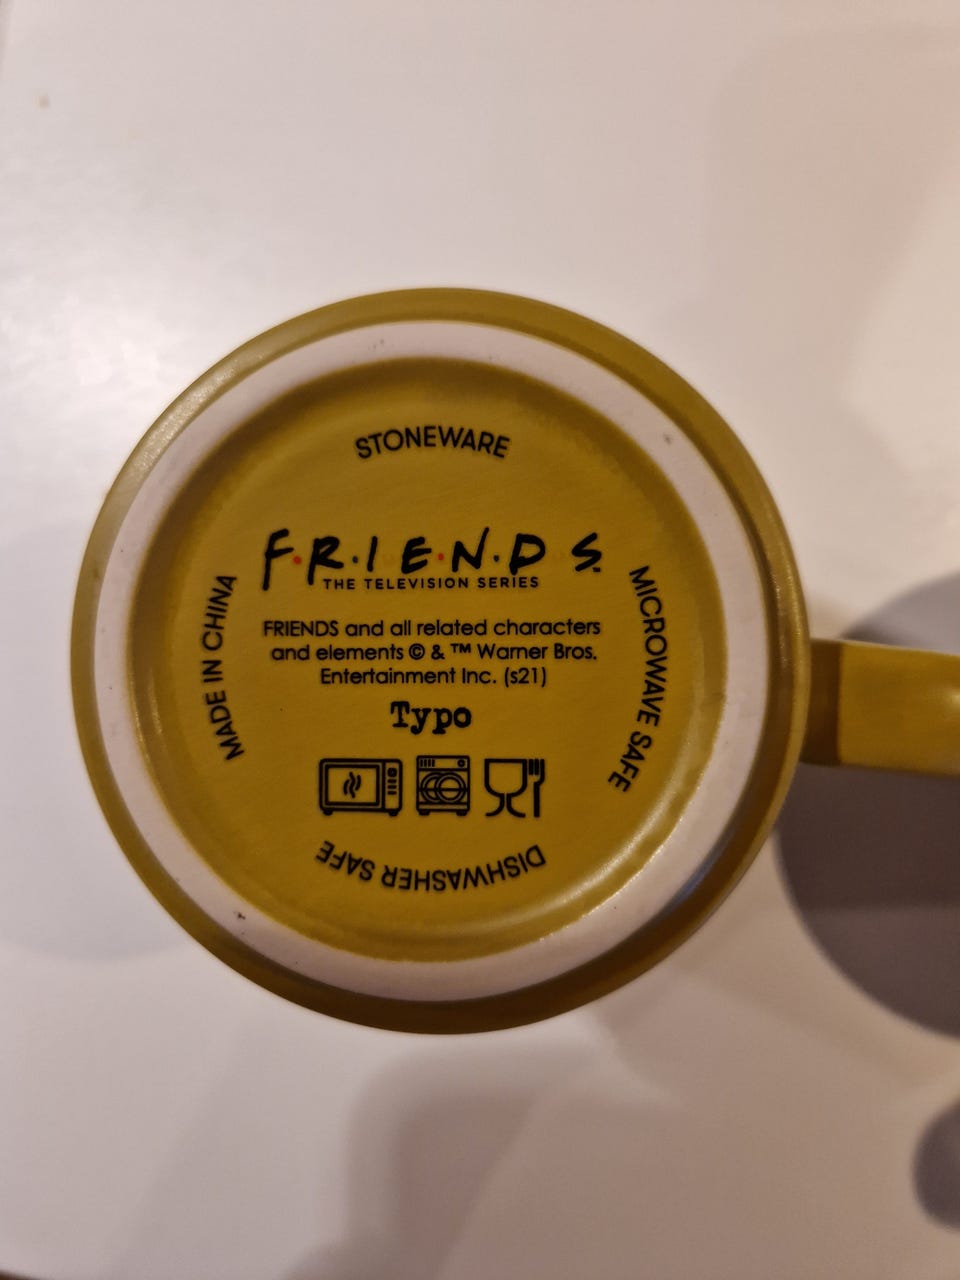 STONEWARE
F·R·I·E·N·D·S™
THE TELEVISION SERIES
FRIENDS and all related characters
and elements © & ™ Warner Bros.
Entertainment Inc. (s21)
Typo
MADE IN CHINA
MICROWAVE SAFE
DISHWASHER SAFE